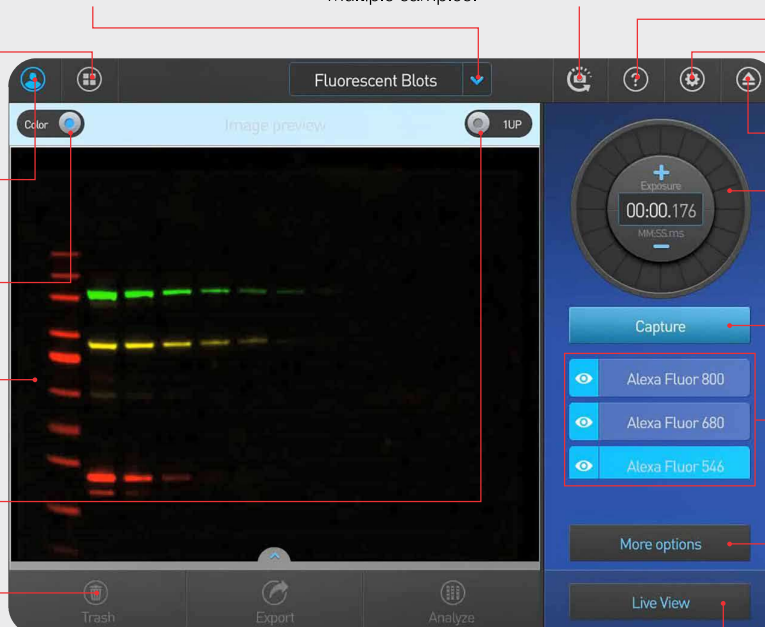 multiple samples.
Fluorescent Blots
?
Color
Image preview
1UP
+
Exposure
00:00.176
MM:SS.ms
Capture
Alexa Fluor 800
Alexa Fluor 680
Alexa Fluor 546
More options
Trash
Export
Analyze
Live View